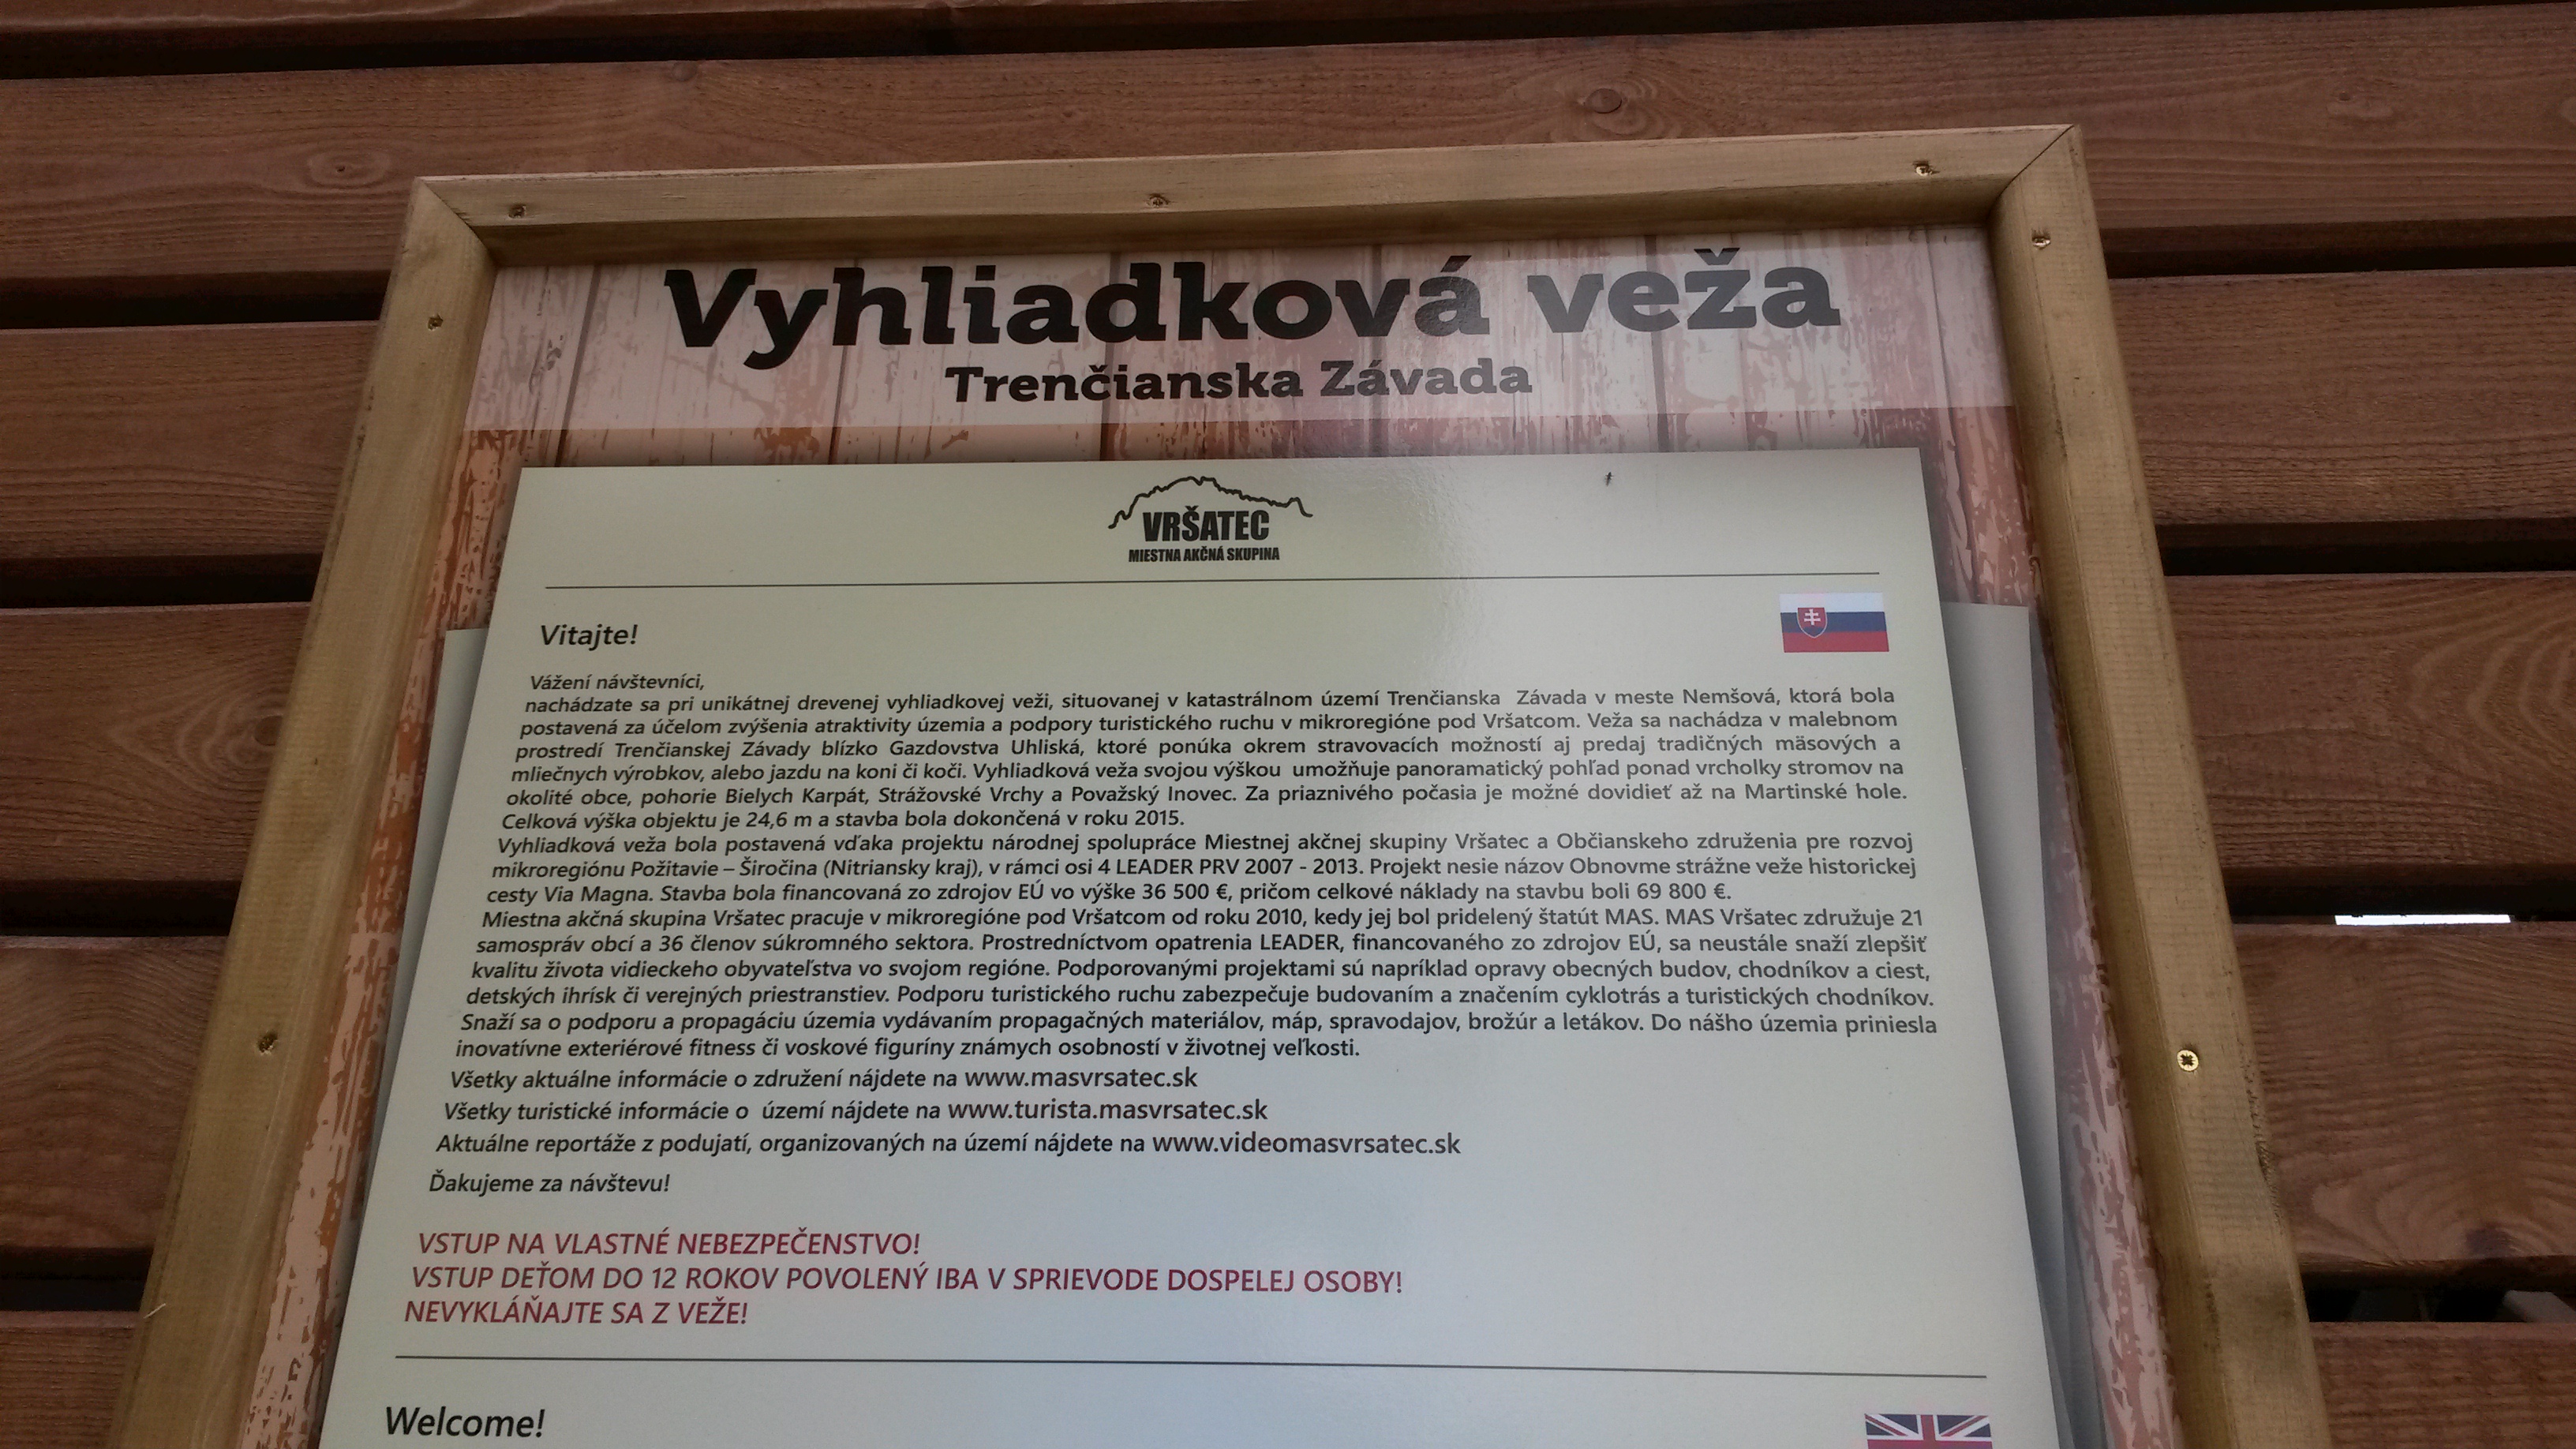 Vyhliadková veža
Trenčianska Závada
VRŠATEC
MIESTNA AKČNÁ SKUPINA
Vitajte!
Vážení návštevníci,
nachádzate sa pri unikátnej drevenej vyhliadkovej veži, situovanej v katastrálnom území Trenčianska Závada v meste Nemšová, ktorá bola
postavená za účelom zvýšenia atraktivity územia a podpory turistického ruchu v mikroregióne pod Vršatcom. Veža sa nachádza v malebnom
prostredí Trenčianskej Závady blízko Gazdovstva Uhliská, ktoré ponúka okrem stravovacích možností aj predaj tradičných mäsových a
mliečnych výrobkov, alebo jazdu na koni či koči. Vyhliadková veža svojou výškou umožňuje panoramatický pohľad ponad vrcholky stromov na
okolité obce, pohorie Bielych Karpát, Strážovské Vrchy a Považský Inovec. Za priaznivého počasia je možné dovidieť až na Martinské hole.
Celková výška objektu je 24,6 m a stavba bola dokončená v roku 2015.
Vyhliadková veža bola postavená vďaka projektu národnej spolupráce Miestnej akčnej skupiny Vršatec a Občianskeho združenia pre rozvoj
mikroregiónu Požitavie – Širočina (Nitriansky kraj), v rámci osi 4 LEADER PRV 2007 - 2013. Projekt nesie názov Obnovme strážne veže historickej
cesty Via Magna. Stavba bola financovaná zo zdrojov EÚ vo výške 36 500 €, pričom celkové náklady na stavbu boli 69 800 €.
Miestna akčná skupina Vršatec pracuje v mikroregióne pod Vršatcom od roku 2010, kedy jej bol pridelený štatút MAS. MAS Vršatec združuje 21
samospráv obcí a 36 členov súkromného sektora. Prostredníctvom opatrenia LEADER, financovaného zo zdrojov EÚ, sa neustále snaží zlepšiť
kvalitu života vidieckeho obyvateľstva vo svojom regióne. Podporovanými projektami sú napríklad opravy obecných budov, chodníkov a ciest,
detských ihrísk či verejných priestranstiev. Podporu turistického ruchu zabezpečuje budovaním a značením cyklotrás a turistických chodníkov.
Snaží sa o podporu a propagáciu územia vydávaním propagačných materiálov, máp, spravodajov, brožúr a letákov. Do nášho územia priniesla
inovatívne exteriérové fitness či voskové figuríny známych osobností v životnej veľkosti.
Všetky aktuálne informácie o združení nájdete na www.masvrsatec.sk
Všetky turistické informácie o území nájdete na www.turista.masvrsatec.sk
Aktuálne reportáže z podujatí, organizovaných na území nájdete na www.videomasvrsatec.sk
Ďakujeme za návštevu!
VSTUP NA VLASTNÉ NEBEZPEČENSTVO!
VSTUP DEŤOM DO 12 ROKOV POVOLENÝ IBA V SPRIEVODE DOSPELEJ OSOBY!
NEVYKLÁŇAJTE SA Z VEŽE!
Welcome!